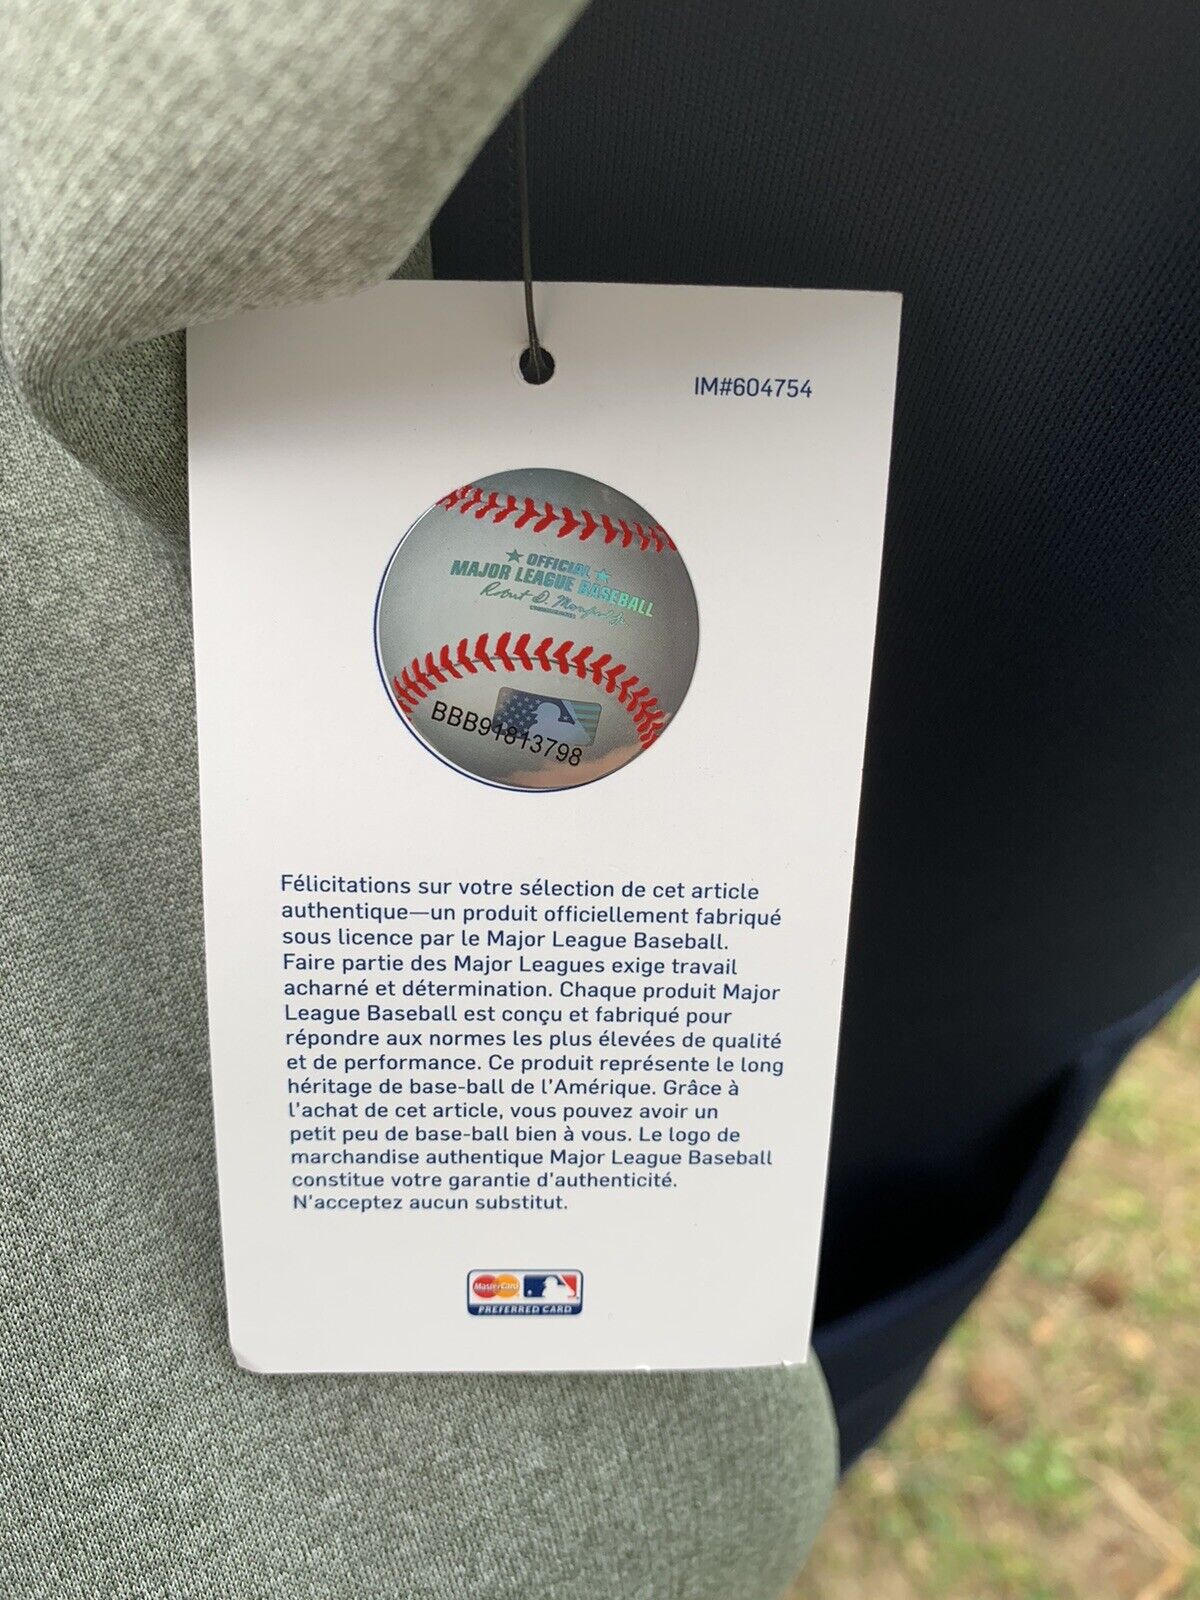 IM#604754
OFFICIAL
MAJOR LEAGUE BASEBALL
Robert D. Manfred Jr.
BBB91813798
Félicitations sur votre sélection de cet article
authentique—un produit officiellement fabriqué
sous licence par le Major League Baseball.
Faire partie des Major Leagues exige travail
acharné et détermination. Chaque produit Major
League Baseball est conçu et fabriqué pour
répondre aux normes les plus élevées de qualité
et de performance. Ce produit représente le long
héritage de base-ball de l'Amérique. Grâce à
l'achat de cet article, vous pouvez avoir un
petit peu de base-ball bien à vous. Le logo de
marchandise authentique Major League Baseball
constitue votre garantie d'authenticité.
N'acceptez aucun substitut.
MasterCard
PREFERRED CARD